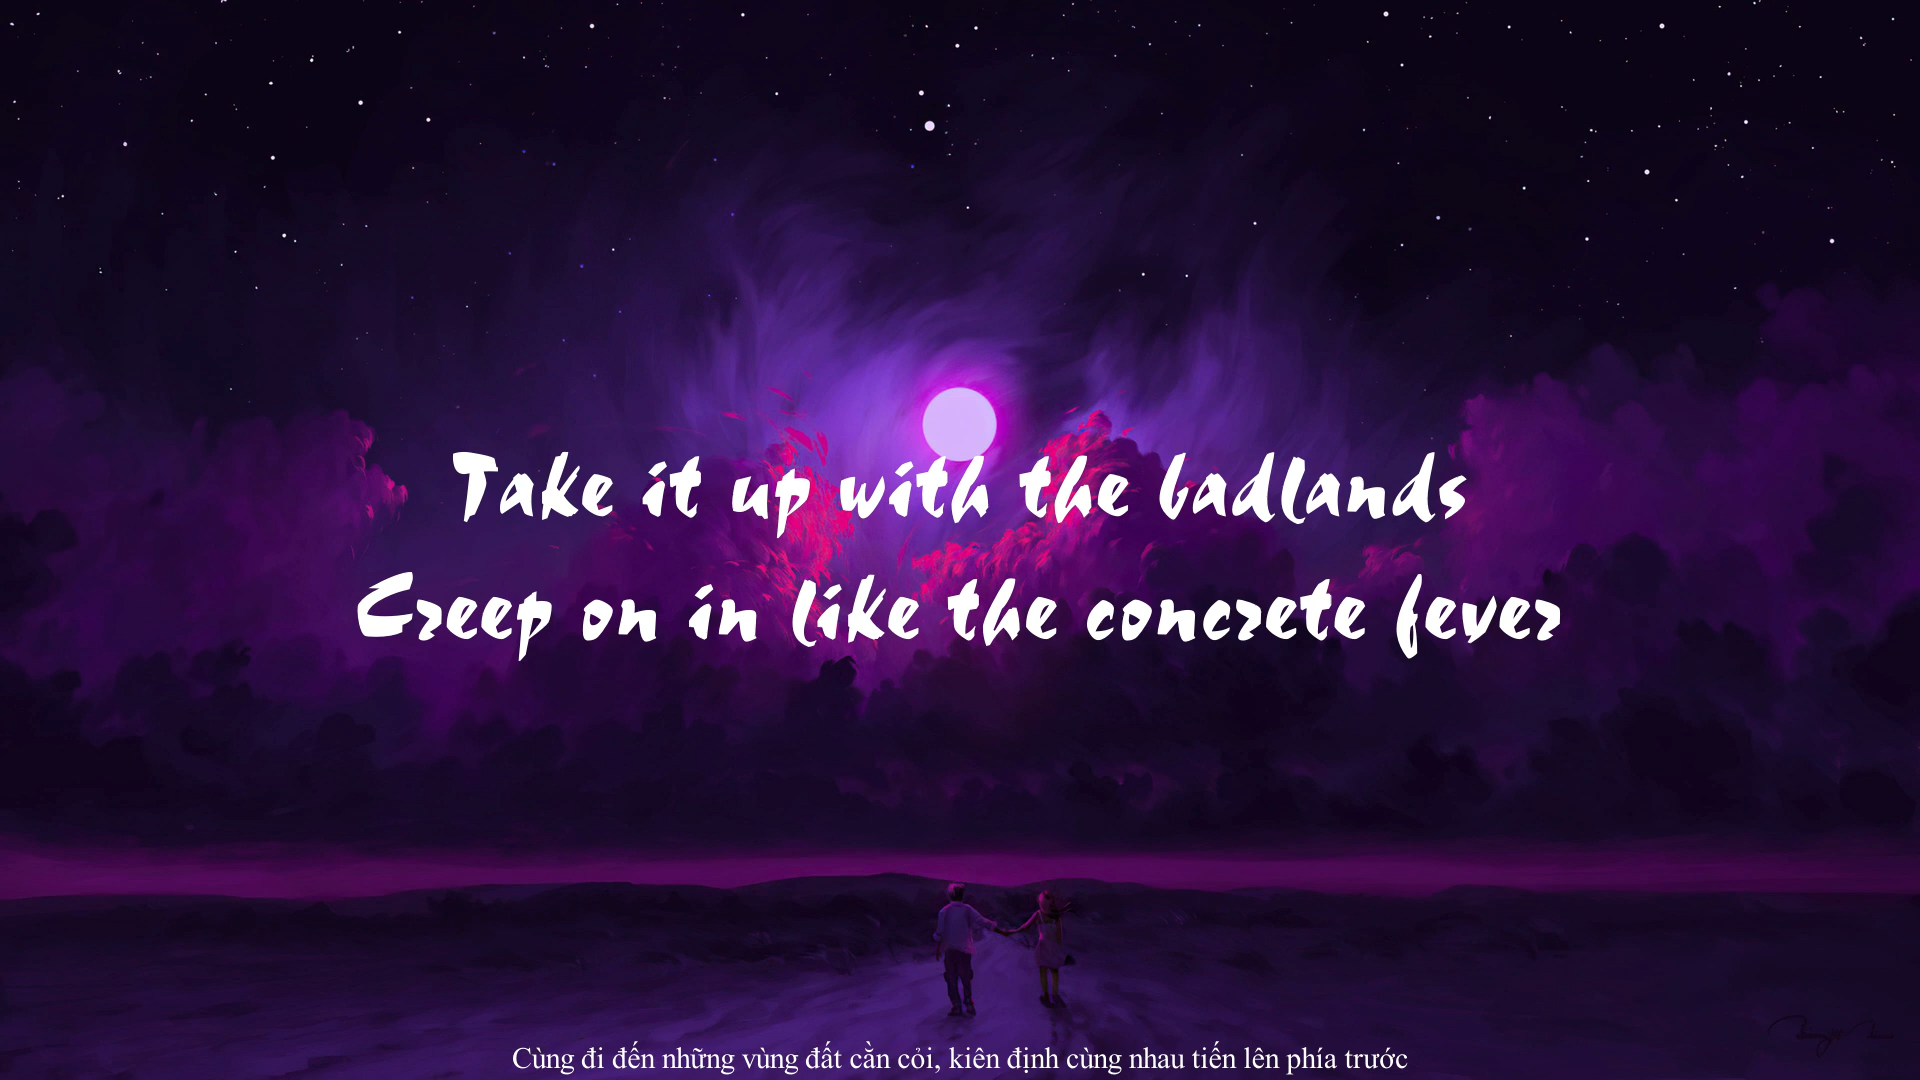 Take it up with the badlands
Creep on in like the concrete fever
Cùng đi đến những vùng đất cằn cỏi, kiên định cùng nhau tiến lên phía trước